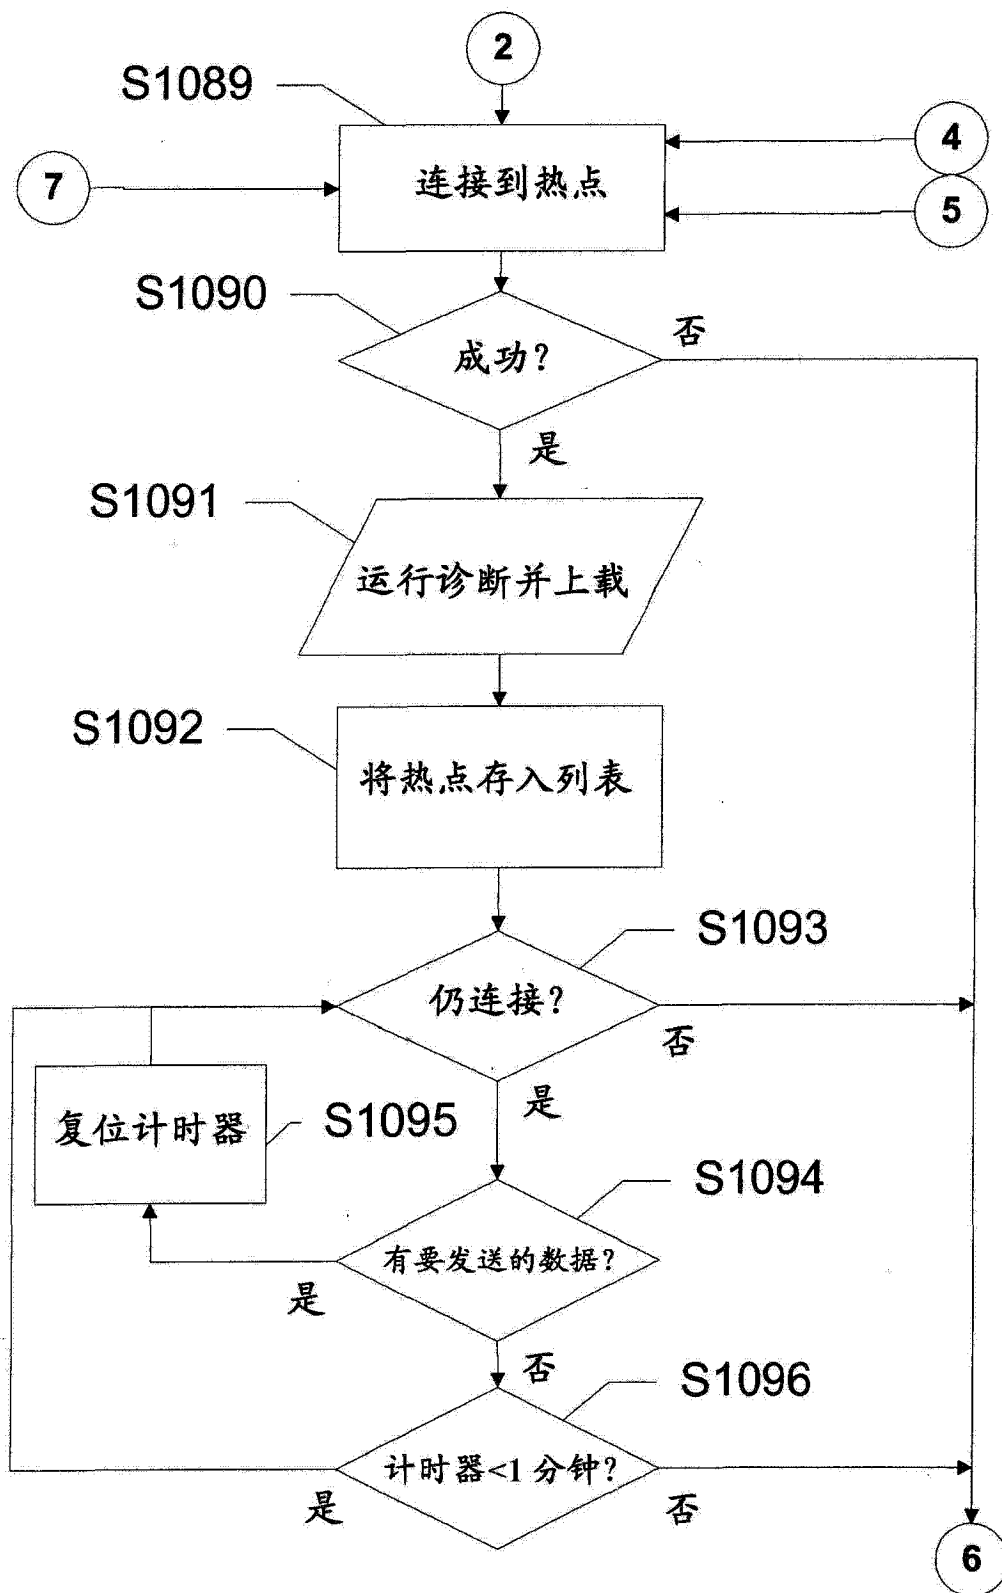 2
S1089
4
连接到热点
7
5
S1090
否
成功?
是
S1091
运行诊断并上载
S1092
将热点存入列表
S1093
仍连接?
否
是
复位计时器
S1095
S1094
有要发送的数据?
是
否
S1096
计时器<1分钟?
是
否
6